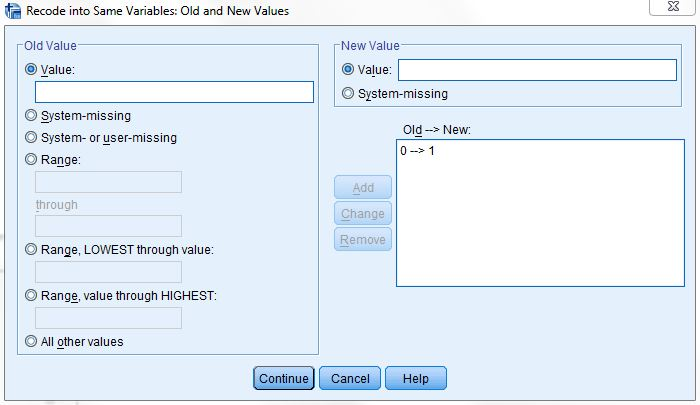 Recode into Same Variables: Old and New Values
Old Value
Value:
System-missing
System- or user-missing
Range:
through
Range, LOWEST through value:
Range, value through HIGHEST:
All other values
New Value
Value:
System-missing
Old --> New:
0 --> 1
Add
Change
Remove
Continue
Cancel
Help